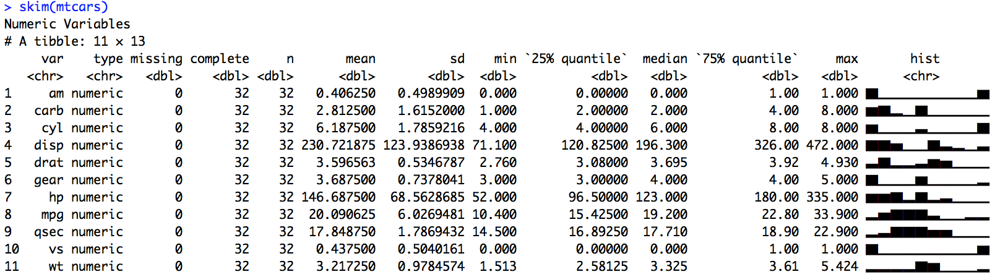 > skim(mtcars)
Numeric Variables
# A tibble: 11 × 13
var type missing complete n mean sd min `25% quantile` median `75% quantile` max hist
<chr> <chr> <dbl> <dbl> <dbl> <dbl> <dbl> <dbl> <dbl> <dbl> <dbl> <dbl> <chr>
1 am numeric 0 32 32 0.406250 0.4989909 0.000 0.00000 0.000 1.00 1.000
2 carb numeric 0 32 32 2.812500 1.6152000 1.000 2.00000 2.000 4.00 8.000
3 cyl numeric 0 32 32 6.187500 1.7859216 4.000 4.00000 6.000 8.00 8.000
4 disp numeric 0 32 32 230.721875 123.9386938 71.100 120.82500 196.300 326.00 472.000
5 drat numeric 0 32 32 3.596563 0.5346787 2.760 3.08000 3.695 3.92 4.930
6 gear numeric 0 32 32 3.687500 0.7378041 3.000 3.00000 4.000 4.00 5.000
7 hp numeric 0 32 32 146.687500 68.5628685 52.000 96.50000 123.000 180.00 335.000
8 mpg numeric 0 32 32 20.090625 6.0269481 10.400 15.42500 19.200 22.80 33.900
9 qsec numeric 0 32 32 17.848750 1.7869432 14.500 16.89250 17.710 18.90 22.900
10 vs numeric 0 32 32 0.437500 0.5040161 0.000 0.00000 0.000 1.00 1.000
11 wt numeric 0 32 32 3.217250 0.9784574 1.513 2.58125 3.325 3.61 5.424